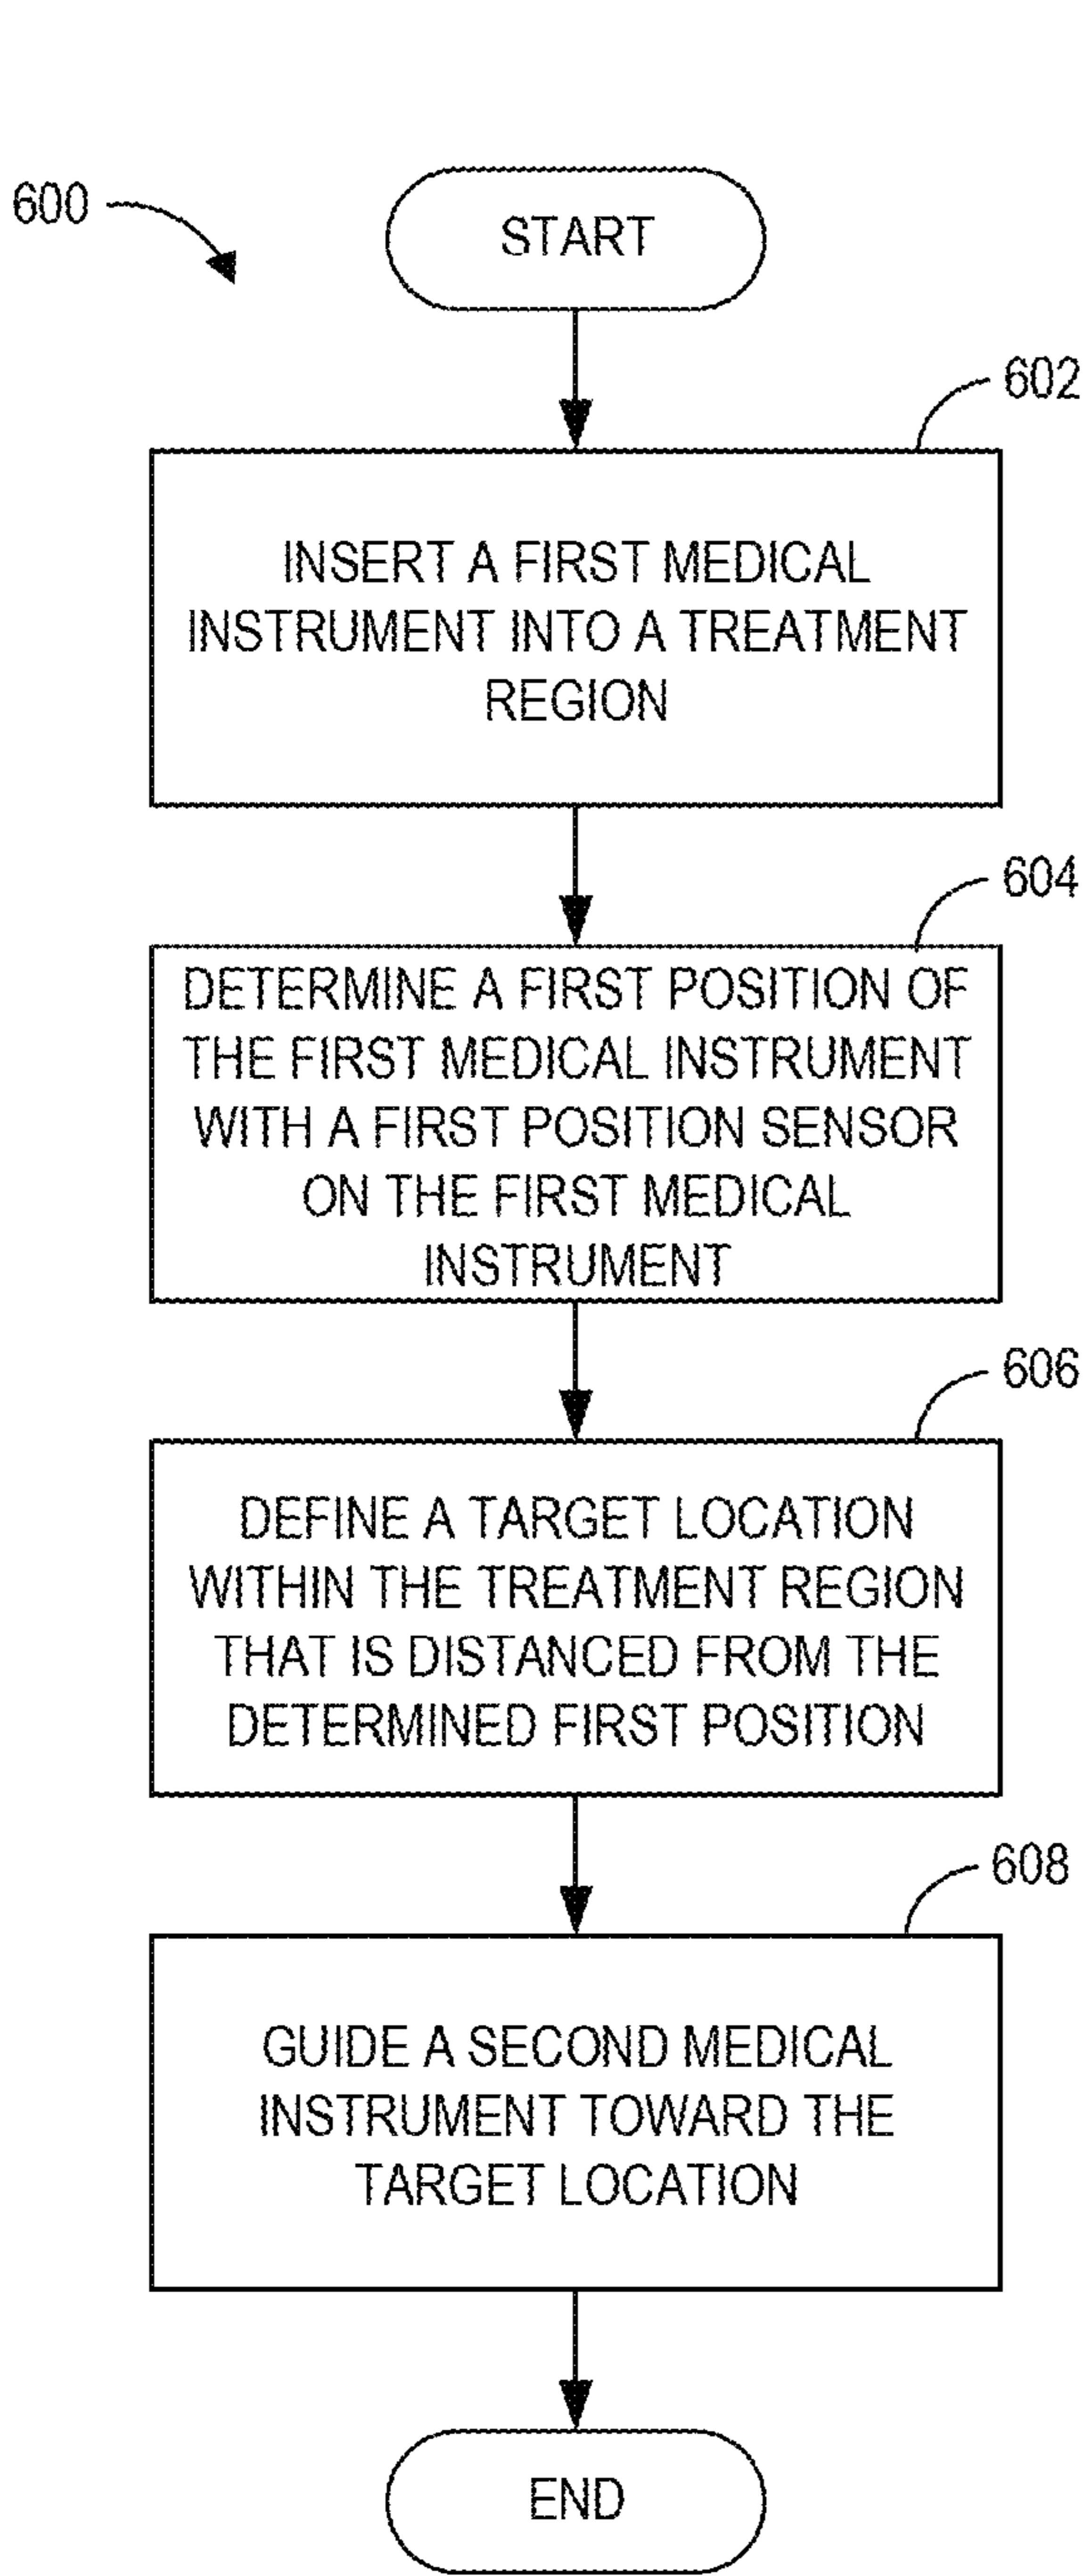 600
START
602
INSERT A FIRST MEDICAL
INSTRUMENT INTO A TREATMENT
REGION
604
DETERMINE A FIRST POSITION OF
THE FIRST MEDICAL INSTRUMENT
WITH A FIRST POSITION SENSOR
ON THE FIRST MEDICAL
INSTRUMENT
606
DEFINE A TARGET LOCATION
WITHIN THE TREATMENT REGION
THAT IS DISTANCED FROM THE
DETERMINED FIRST POSITION
608
GUIDE A SECOND MEDICAL
INSTRUMENT TOWARD THE
TARGET LOCATION
END